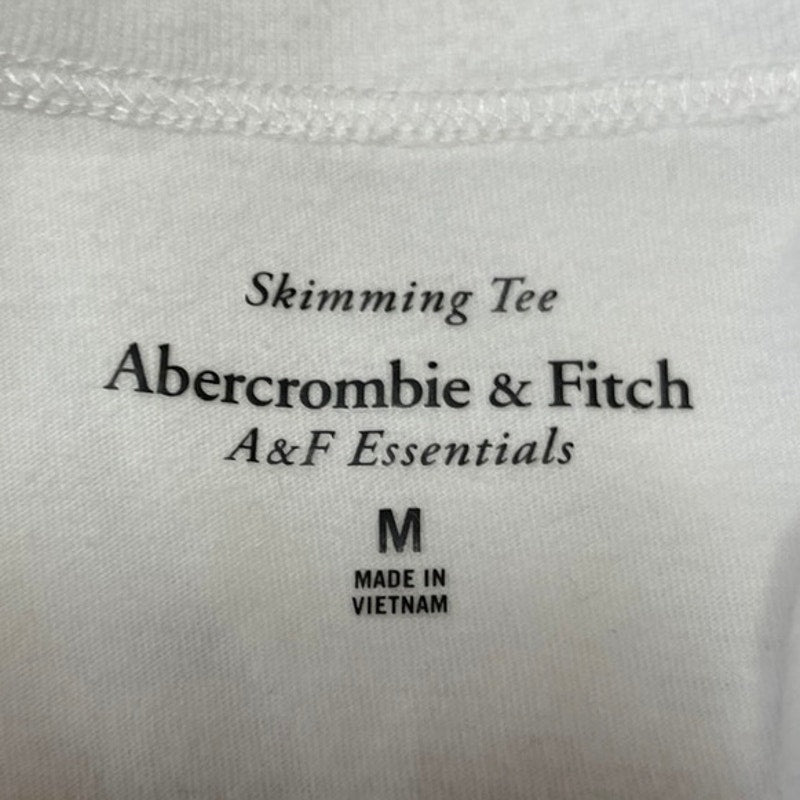 Skimming Tee
Abercrombie & Fitch
A&F Essentials
M
MADE IN
VIETNAM